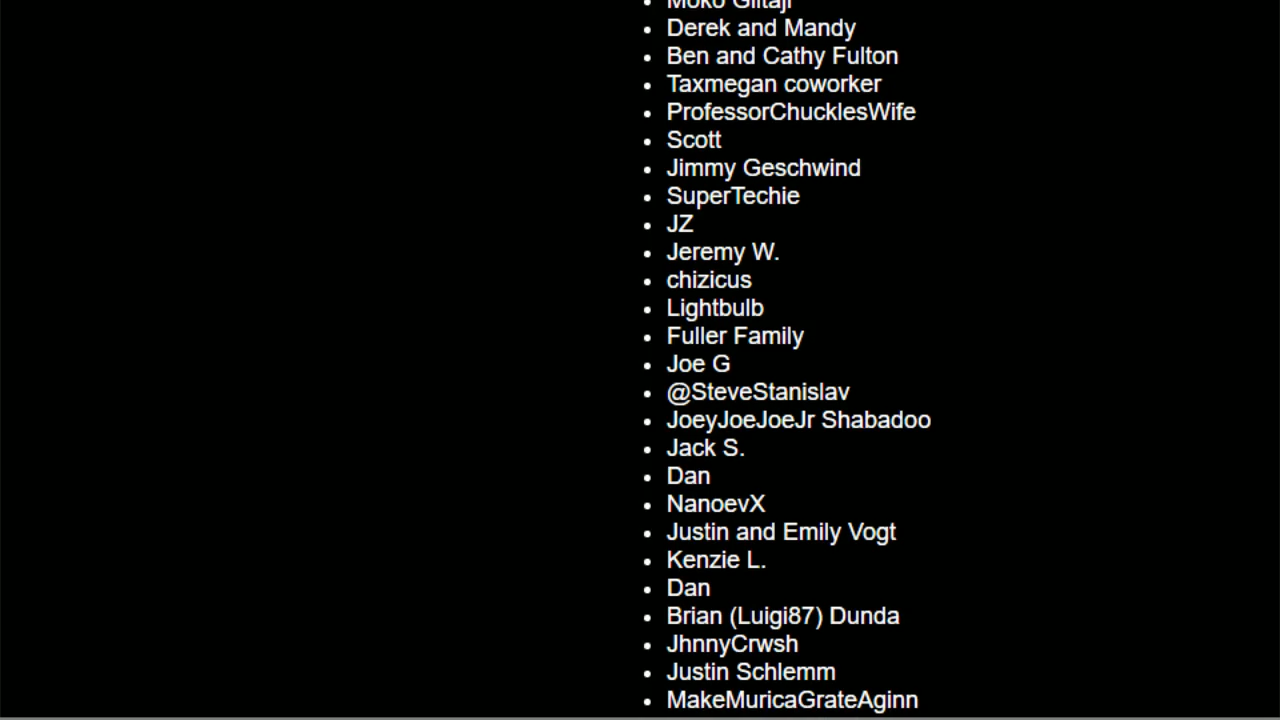 Derek and Mandy
Ben and Cathy Fulton
Taxmegan coworker
ProfessorChucklesWife
Scott
Jimmy Geschwind
SuperTechie
JZ
Jeremy W.
chizicus
Lightbulb
Fuller Family
Joe G
@SteveStanislav
JoeyJoeJoeJr Shabadoo
Jack S.
Dan
NanoevX
Justin and Emily Vogt
Kenzie L.
Dan
Brian (Luigi87) Dunda
JhnnyCrwsh
Justin Schlemm
MakeMuricaGrateAginn